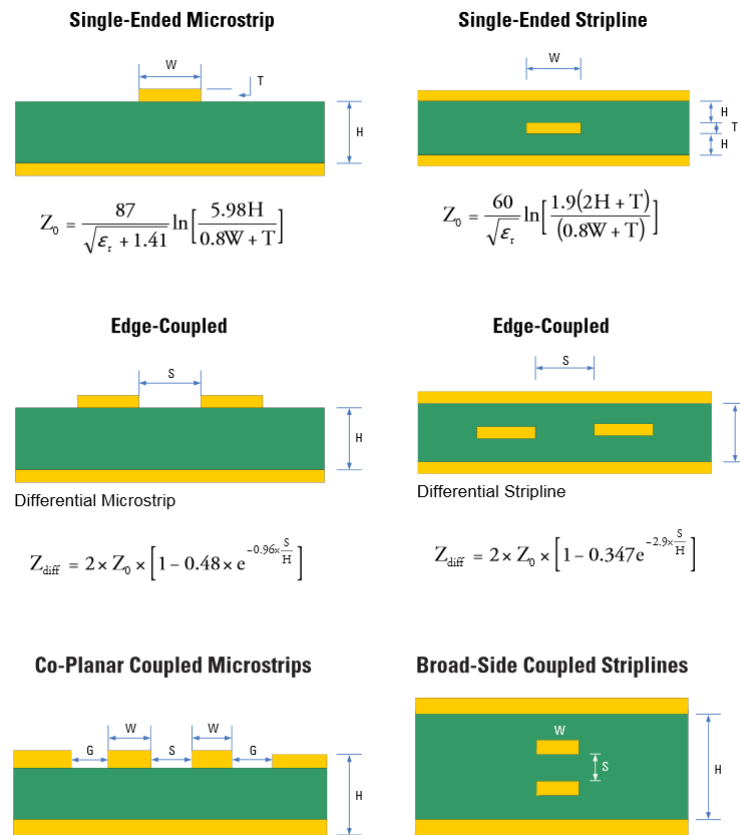 Single-Ended Microstrip
W
T
H
Z₀ = 87 / √(εᵣ + 1.41) ln[5.98H / 0.8W + T]
Single-Ended Stripline
W
H
T
H
Z₀ = 60 / √εᵣ ln[1.9(2H + T) / (0.8W + T)]
Edge-Coupled
S
H
Differential Microstrip
Z_diff = 2 × Z₀ × [1 – 0.48 × e^(-0.96× S/H)]
Edge-Coupled
S
Differential Stripline
Z_diff = 2 × Z₀ × [1 – 0.347e^(-2.9× S/H)]
Co-Planar Coupled Microstrips
W W
G S G
H
Broad-Side Coupled Striplines
W
S
H